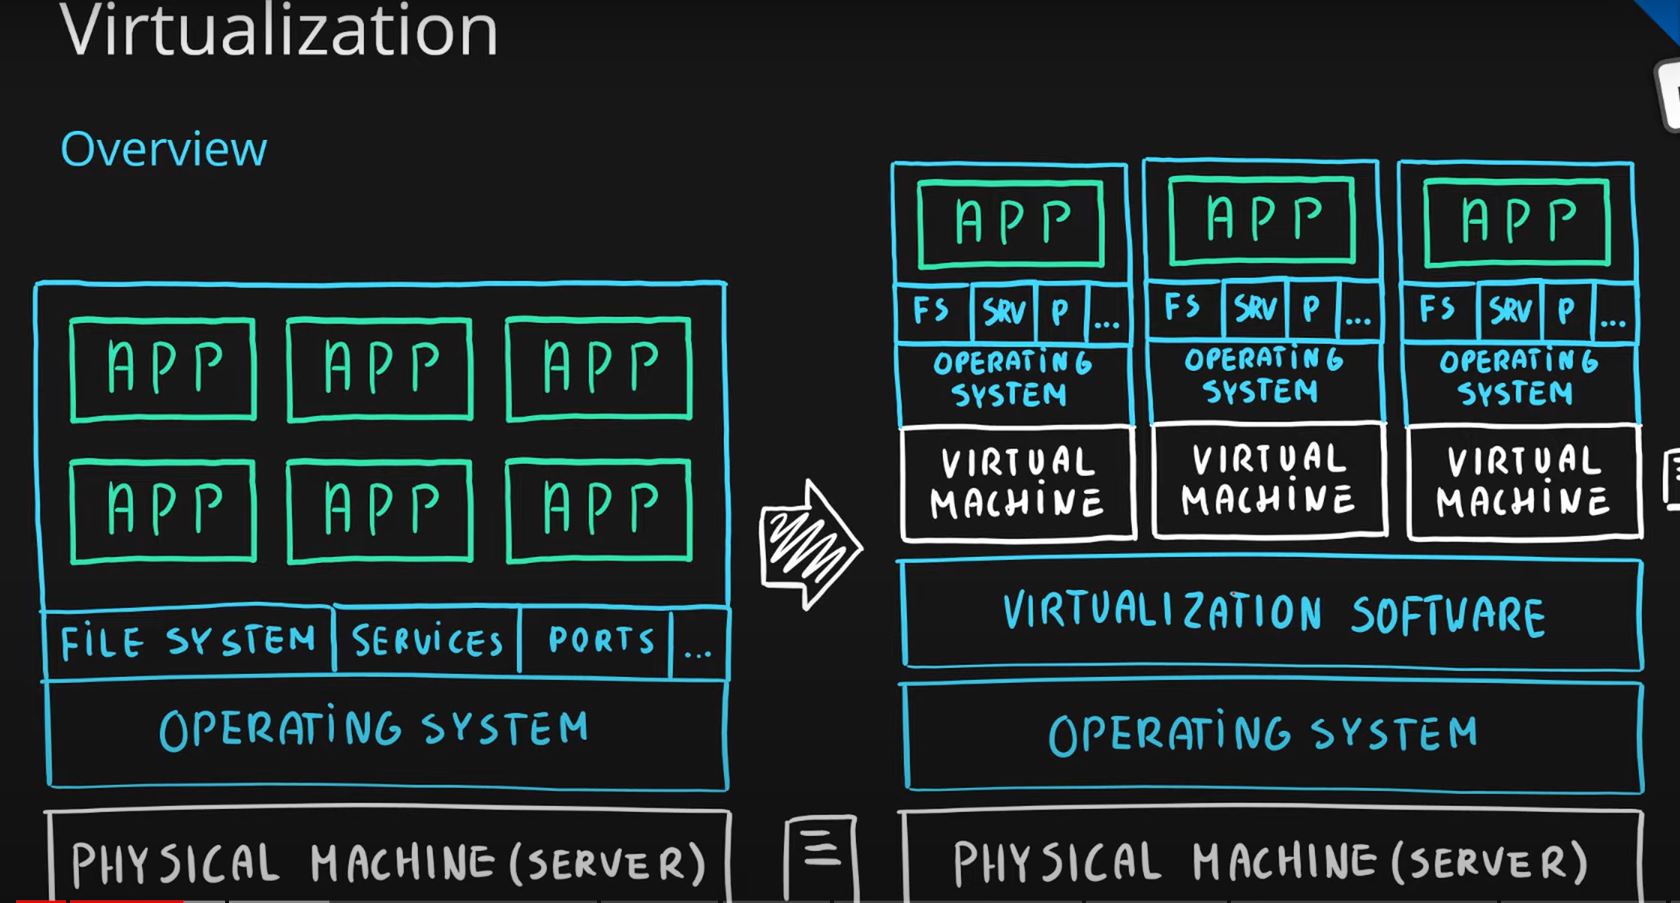 Virtualization
Overview
APP APP APP
APP APP APP
FiLE SYSTEM SERViCES PORTS ...
OPERATiNG SYSTEM
PHYSICAL MACHINE (SERVER)
APP APP APP
FS SRV P ... FS SRV P ... FS SRV P ...
OPERATiNG OPERATiNG OPERATiNG
SYSTEM SYSTEM SYSTEM
VIRTUAL VIRTUAL VIRTUAL
MACHiNE MACHiNE MACHiNE
VIRTUALIZATION SOFTWARE
OPERATiNG SYSTEM
PHYSICAL MACHINE (SERVER)